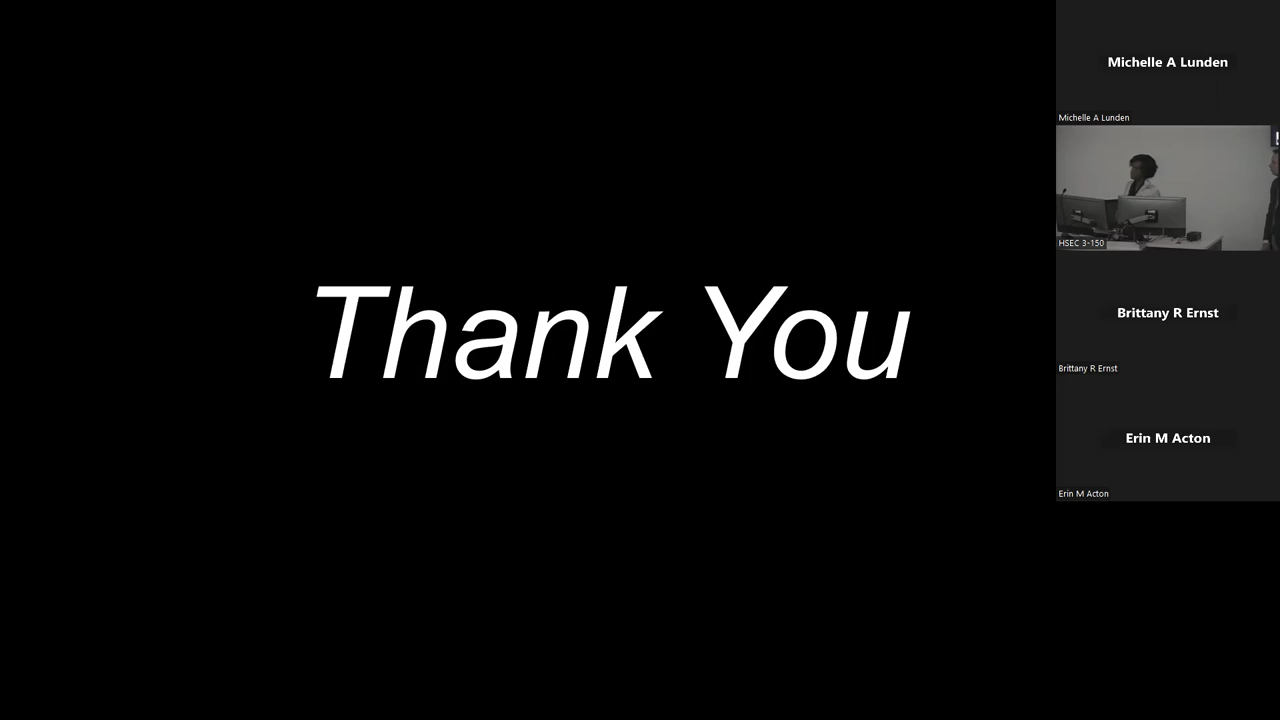 Thank You
Michelle A Lunden
Michelle A Lunden
HSEC 3-150
Brittany R Ernst
Brittany R Ernst
Erin M Acton
Erin M Acton